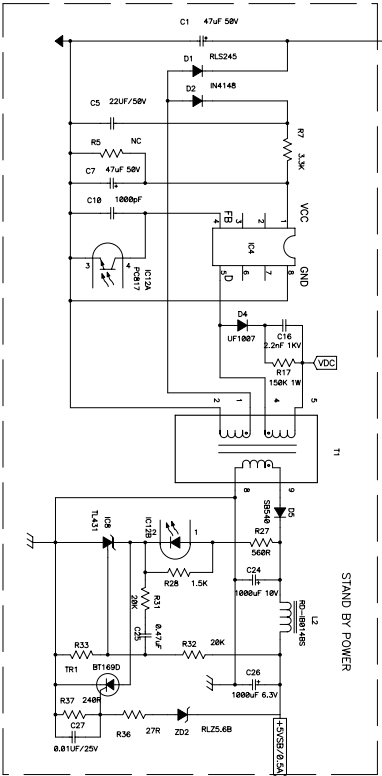 C1 47uF 50V
D1 RLS245
D2 IN4148
C5 22UF/50V
R5 NC
R7 3.3K
C7 47uF 50V
C10 1000pF
FB
VCC
4 3 2 1
IC4
5 6 7 8
D
GND
3 4
IC12A
PC817
D4
UF1007
C16
2.2nF 1KV
R17
150K 1W
VDC
2 1 4 5
T1
8 9
D5
SB540
IC8
TL431
IC12B
2 1
R27
560R
R28 1.5K
C24
1000uF 10V
L2
RD-IB014BS
STAND BY POWER
R31
20K
C25
0.47uF
R33
R32 20K
TR1 BT169D
C26
1000uF 6.3V
R37 240R
C27
0.01UF/25V
R36 27R
ZD2 RLZ5.6B
+5VSB/0.5A